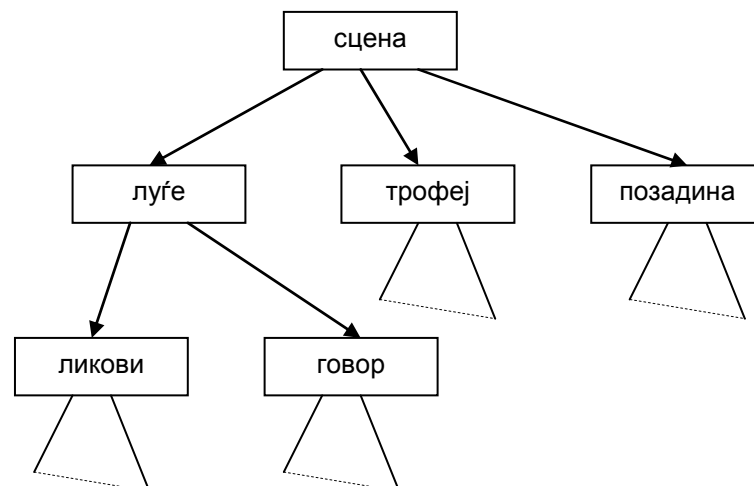 сцена
луѓе
трофеј
позадина
ликови
говор